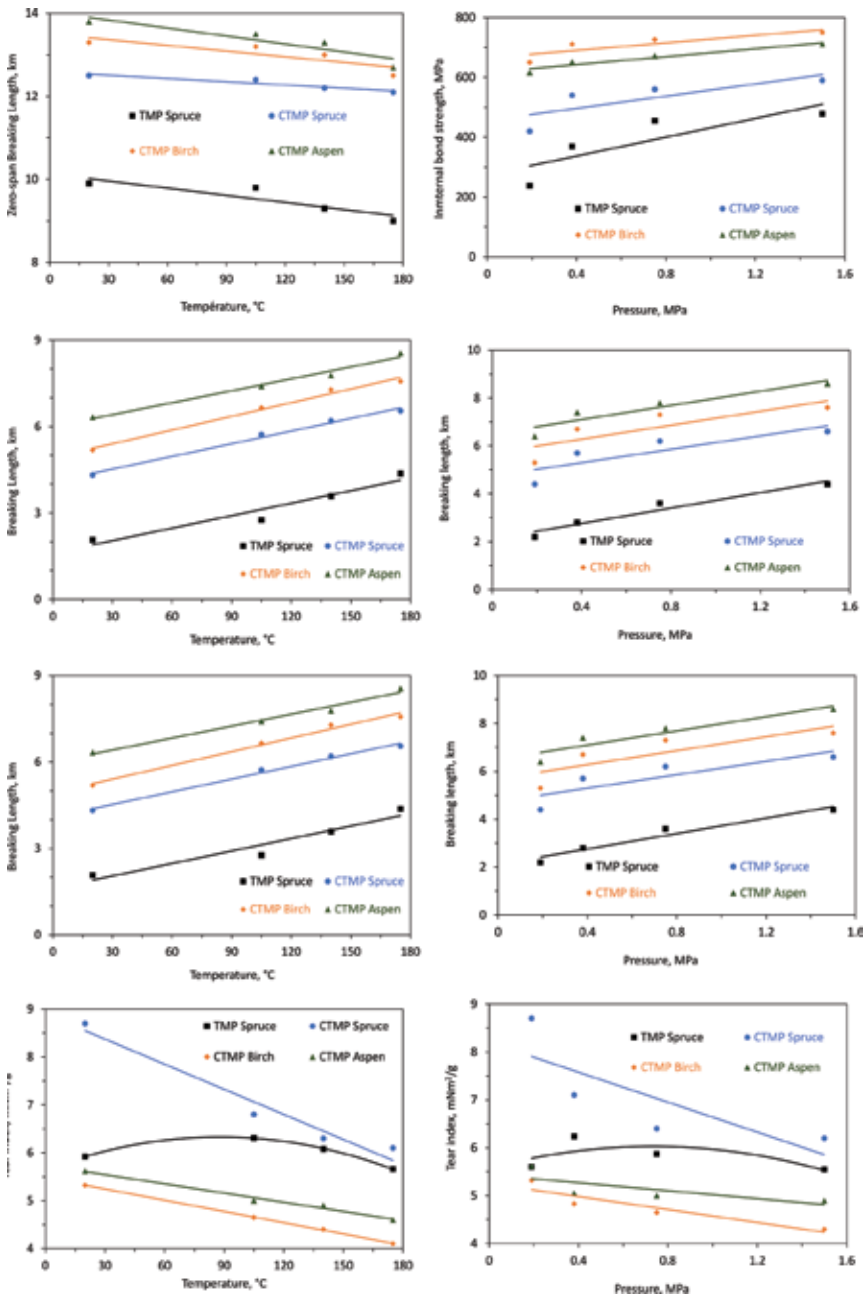 14
12
10
8
Zero-span Breaking Length, km
TMP Spruce
CTMP Spruce
CTMP Birch
CTMP Aspen
0 30 60 90 120 150 180
Température, °C
800
600
400
200
0
Inmternal bond strength, MPa
TMP Spruce
CTMP Spruce
CTMP Birch
CTMP Aspen
0 0.4 0.8 1.2 1.6
Pressure, MPa
9
6
3
0
Breaking Length, km
TMP Spruce
CTMP Spruce
CTMP Birch
CTMP Aspen
0 30 60 90 120 150 180
Temperature, °C
10
8
6
4
2
0
Breaking length, km
TMP Spruce
CTMP Spruce
CTMP Birch
CTMP Aspen
0 0.4 0.8 1.2 1.6
Pressure, MPa
9
6
3
0
Breaking Length, km
TMP Spruce
CTMP Spruce
CTMP Birch
CTMP Aspen
0 30 60 90 120 150 180
Temperature, °C
10
8
6
4
2
0
Breaking length, km
TMP Spruce
CTMP Spruce
CTMP Birch
CTMP Aspen
0 0.4 0.8 1.2 1.6
Pressure, MPa
9
8
7
6
5
4
TMP Spruce
CTMP Spruce
CTMP Birch
CTMP Aspen
0 30 60 90 120 150 180
Temperature, °C
9
8
7
6
5
4
Tear index, mNm²/g
TMP Spruce
CTMP Spruce
CTMP Birch
CTMP Aspen
0 0.4 0.8 1.2 1.6
Pressure, MPa